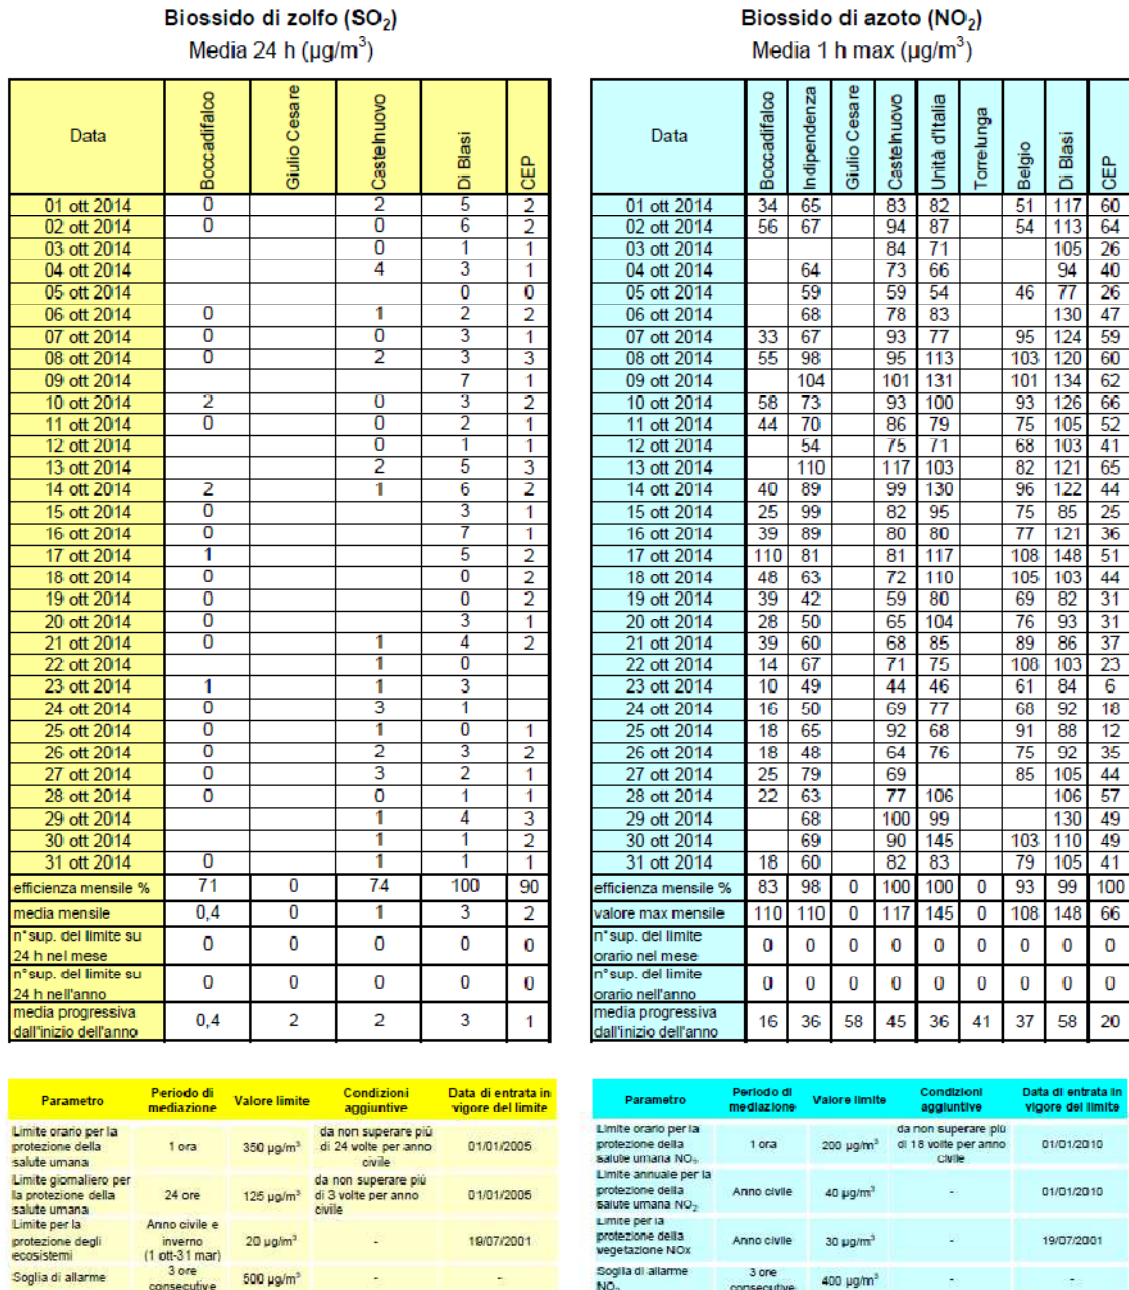 Biossido di zolfo (SO₂)
Media 24 h (µg/m³)
Data Boccadifalco Giulio Cesare Castelnuovo Di Blasi CEP
01 ott 2014 0 2 5 2
02 ott 2014 0 0 6 2
03 ott 2014 0 1 1
04 ott 2014 4 3 1
05 ott 2014 0 0
06 ott 2014 0 1 2 2
07 ott 2014 0 0 3 1
08 ott 2014 0 2 3 3
09 ott 2014 7 1
10 ott 2014 2 0 3 2
11 ott 2014 0 0 2 1
12 ott 2014 0 1 1
13 ott 2014 2 5 3
14 ott 2014 2 1 6 2
15 ott 2014 0 3 1
16 ott 2014 0 7 1
17 ott 2014 1 5 2
18 ott 2014 0 0 2
19 ott 2014 0 0 2
20 ott 2014 0 3 1
21 ott 2014 0 1 4 2
22 ott 2014 1 0
23 ott 2014 1 1 3
24 ott 2014 0 3 1
25 ott 2014 0 1 0 1
26 ott 2014 0 2 3 2
27 ott 2014 0 3 2 1
28 ott 2014 0 0 1 1
29 ott 2014 1 4 3
30 ott 2014 1 1 2
31 ott 2014 0 1 1 1
efficienza mensile % 71 0 74 100 90
media mensile 0,4 0 1 3 2
n°sup. del limite su
24 h nel mese 0 0 0 0 0
n°sup. del limite su
24 h nell'anno 0 0 0 0 0
media progressiva
dall'inizio dell'anno 0,4 2 2 3 1
Parametro Periodo di mediazione Valore limite Condizioni aggiuntive Data di entrata in vigore del limite
Limite orario per la protezione della salute umana 1 ora 350 µg/m³ da non superare più di 24 volte per anno civile 01/01/2005
Limite giornaliero per la protezione della salute umana 24 ore 125 µg/m³ da non superare più di 3 volte per anno civile 01/01/2005
Limite per la protezione degli ecosistemi Anno civile e inverno (1 ott-31 mar) 20 µg/m³ - 19/07/2001
Soglia di allarme 3 ore consecutive 500 µg/m³ - -
Biossido di azoto (NO₂)
Media 1 h max (µg/m³)
Data Boccadifalco Indipendenza Giulio Cesare Castelnuovo Unità d'Italia Torrelunga Belgio Di Blasi CEP
01 ott 2014 34 65 83 82 51 117 60
02 ott 2014 56 67 94 87 54 113 64
03 ott 2014 84 71 105 26
04 ott 2014 64 73 66 94 40
05 ott 2014 59 59 54 46 77 26
06 ott 2014 68 78 83 130 47
07 ott 2014 33 67 93 77 95 124 59
08 ott 2014 55 98 95 113 103 120 60
09 ott 2014 104 101 131 101 134 62
10 ott 2014 58 73 93 100 93 126 66
11 ott 2014 44 70 86 79 75 105 52
12 ott 2014 54 75 71 68 103 41
13 ott 2014 110 117 103 82 121 65
14 ott 2014 40 89 99 130 96 122 44
15 ott 2014 25 99 82 95 75 85 25
16 ott 2014 39 89 80 80 77 121 36
17 ott 2014 110 81 81 117 108 148 51
18 ott 2014 48 63 72 110 105 103 44
19 ott 2014 39 42 59 80 69 82 31
20 ott 2014 28 50 65 104 76 93 31
21 ott 2014 39 60 68 85 89 86 37
22 ott 2014 14 67 71 75 108 103 23
23 ott 2014 10 49 44 46 61 84 6
24 ott 2014 16 50 69 77 68 92 18
25 ott 2014 18 65 92 68 91 88 12
26 ott 2014 18 48 64 76 75 92 35
27 ott 2014 25 79 69 85 105 44
28 ott 2014 22 63 77 106 106 57
29 ott 2014 68 100 99 130 49
30 ott 2014 69 90 145 103 110 49
31 ott 2014 18 60 82 83 79 105 41
efficienza mensile % 83 98 0 100 100 0 93 99 100
valore max mensile 110 110 0 117 145 0 108 148 66
n°sup. del limite
orario nel mese 0 0 0 0 0 0 0 0 0
n°sup. del limite
orario nell'anno 0 0 0 0 0 0 0 0 0
media progressiva
dall'inizio dell'anno 16 36 58 45 36 41 37 58 20
Parametro Periodo di mediazione Valore limite Condizioni aggiuntive Data di entrata in vigore del limite
Limite orario per la protezione della salute umana NO₂ 1 ora 200 µg/m³ da non superare più di 18 volte per anno civile 01/01/2010
Limite annuale per la protezione della salute umana NO₂ Anno civile 40 µg/m³ - 01/01/2010
Limite per la protezione della vegetazione NOx Anno civile 30 µg/m³ - 19/07/2001
Soglia di allarme NO₂ 3 ore consecutive 400 µg/m³ - -